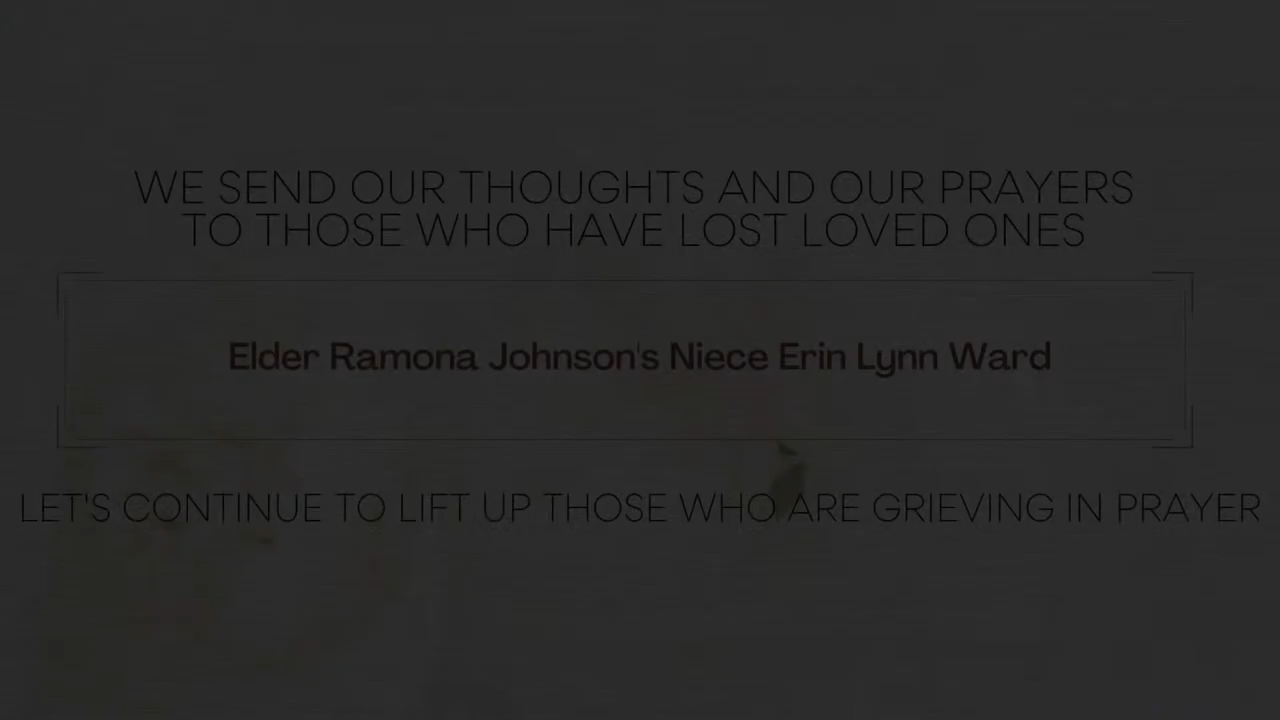 WE SEND OUR THOUGHTS AND OUR PRAYERS
TO THOSE WHO HAVE LOST LOVED ONES
Elder Ramona Johnson's Niece Erin Lynn Ward
LET'S CONTINUE TO LIFT UP THOSE WHO ARE GRIEVING IN PRAYER